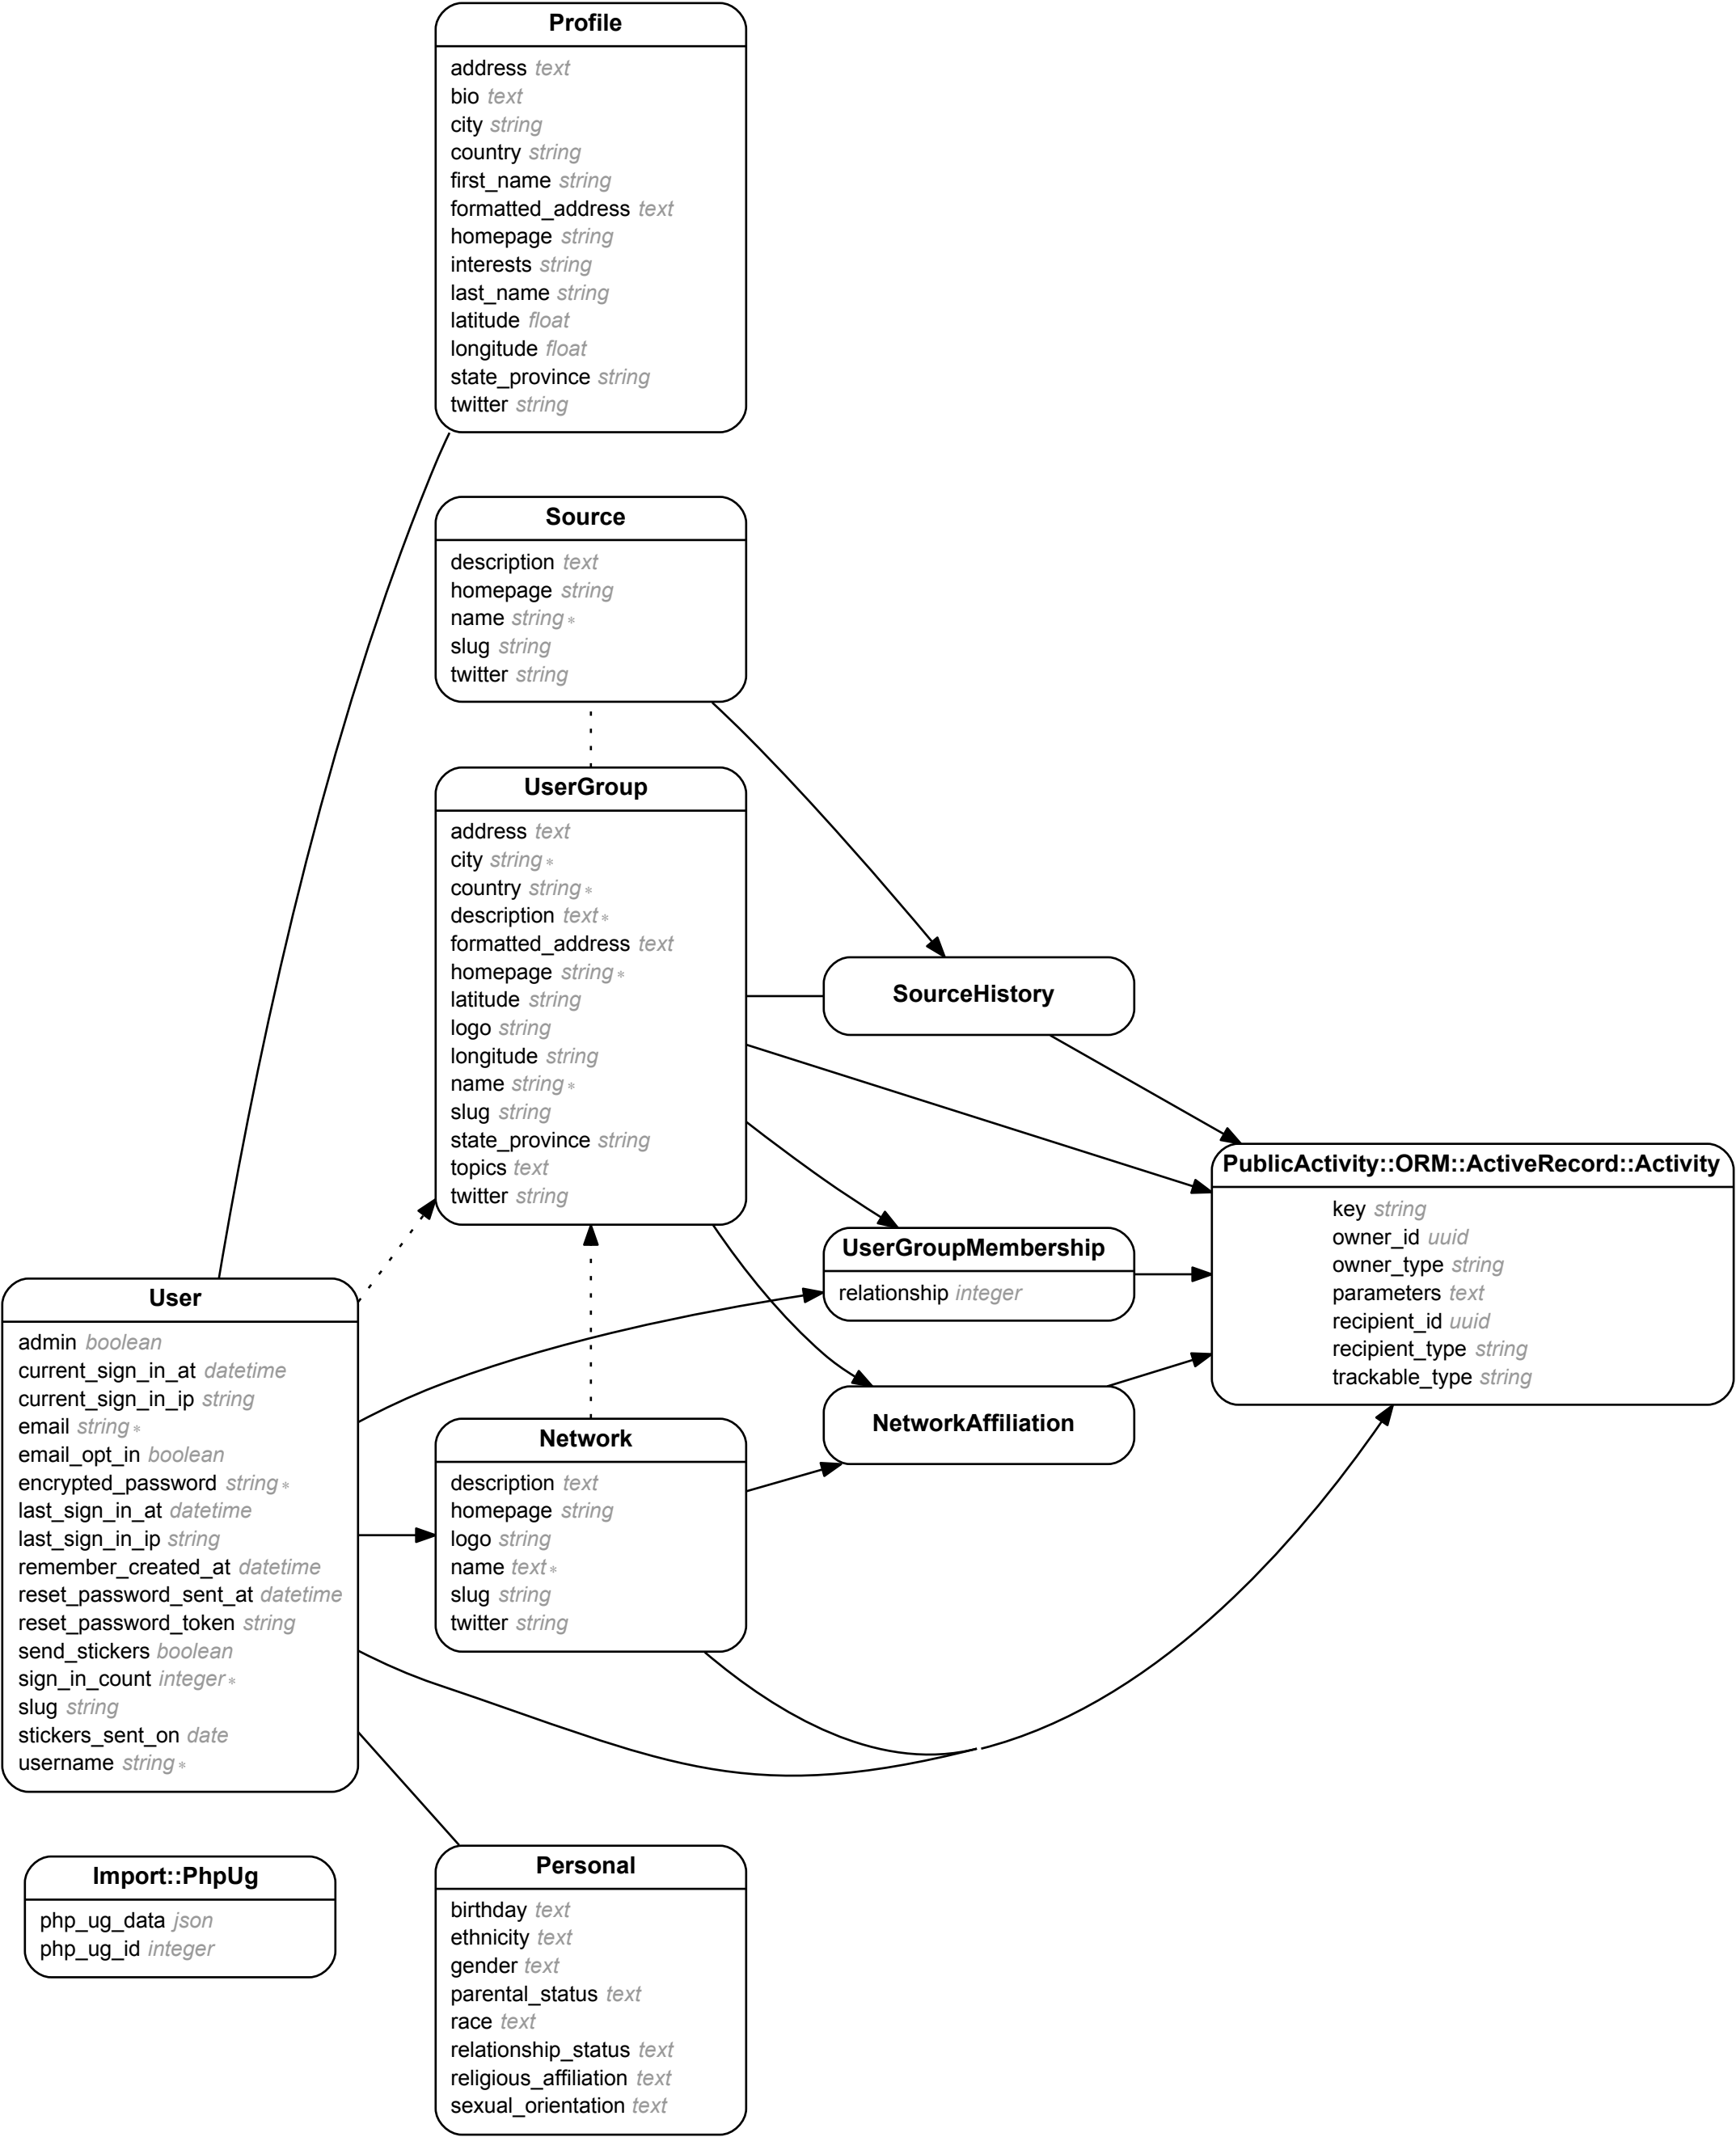 Profile
address text
bio text
city string
country string
first_name string
formatted_address text
homepage string
interests string
last_name string
latitude float
longitude float
state_province string
twitter string
Source
description text
homepage string
name string *
slug string
twitter string
UserGroup
address text
city string *
country string *
description text *
formatted_address text
homepage string *
latitude string
logo string
longitude string
name string *
slug string
state_province string
topics text
twitter string
SourceHistory
PublicActivity::ORM::ActiveRecord::Activity
key string
owner_id uuid
owner_type string
parameters text
recipient_id uuid
recipient_type string
trackable_type string
UserGroupMembership
relationship integer
NetworkAffiliation
User
admin boolean
current_sign_in_at datetime
current_sign_in_ip string
email string *
email_opt_in boolean
encrypted_password string *
last_sign_in_at datetime
last_sign_in_ip string
remember_created_at datetime
reset_password_sent_at datetime
reset_password_token string
send_stickers boolean
sign_in_count integer *
slug string
stickers_sent_on date
username string *
Network
description text
homepage string
logo string
name text *
slug string
twitter string
Import::PhpUg
php_ug_data json
php_ug_id integer
Personal
birthday text
ethnicity text
gender text
parental_status text
race text
relationship_status text
religious_affiliation text
sexual_orientation text